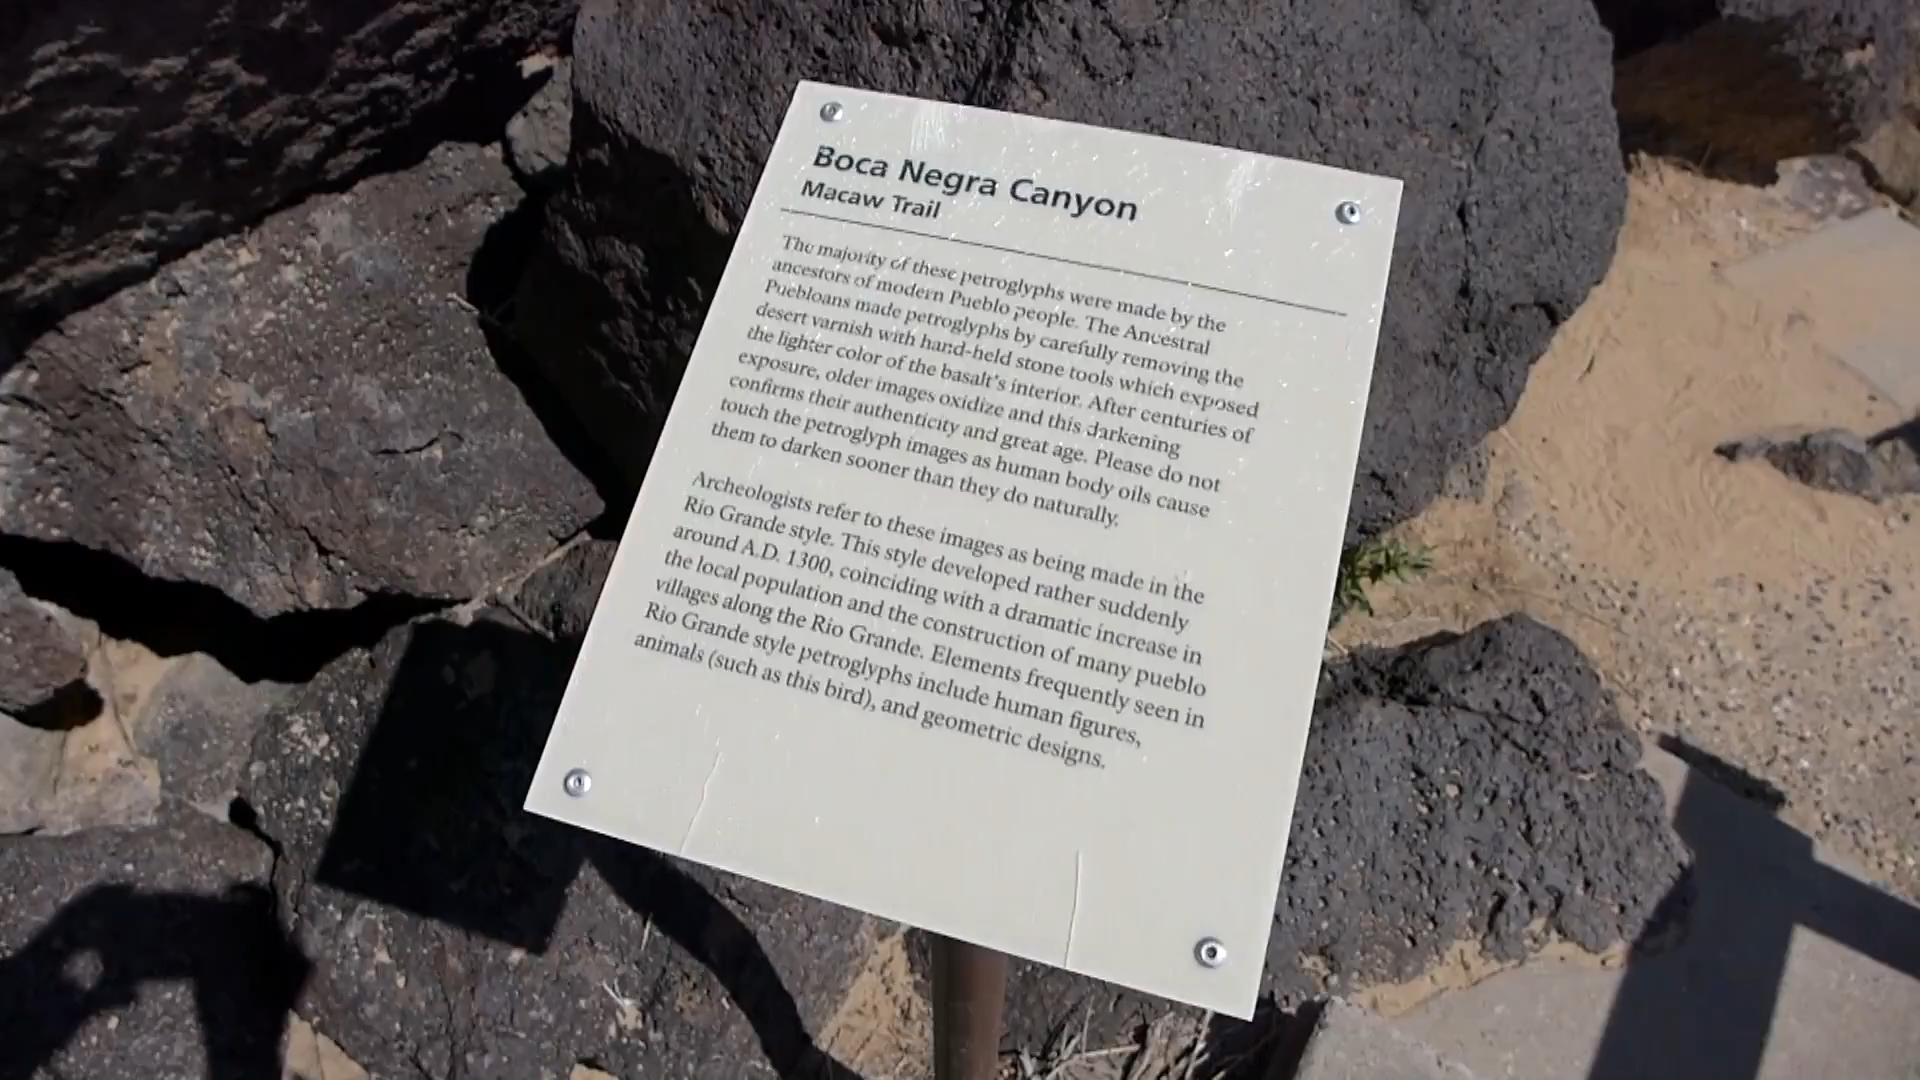 Boca Negra Canyon
Macaw Trail
The majority of these petroglyphs were made by the
ancestors of modern Pueblo people. The Ancestral
Puebloans made petroglyphs by carefully removing the
desert varnish with hand-held stone tools which exposed
the lighter color of the basalt's interior. After centuries of
exposure, older images oxidize and this darkening
confirms their authenticity and great age. Please do not
touch the petroglyph images as human body oils cause
them to darken sooner than they do naturally.
Archeologists refer to these images as being made in the
Rio Grande style. This style developed rather suddenly
around A.D. 1300, coinciding with a dramatic increase in
the local population and the construction of many pueblo
villages along the Rio Grande. Elements frequently seen in
Rio Grande style petroglyphs include human figures,
animals (such as this bird), and geometric designs.